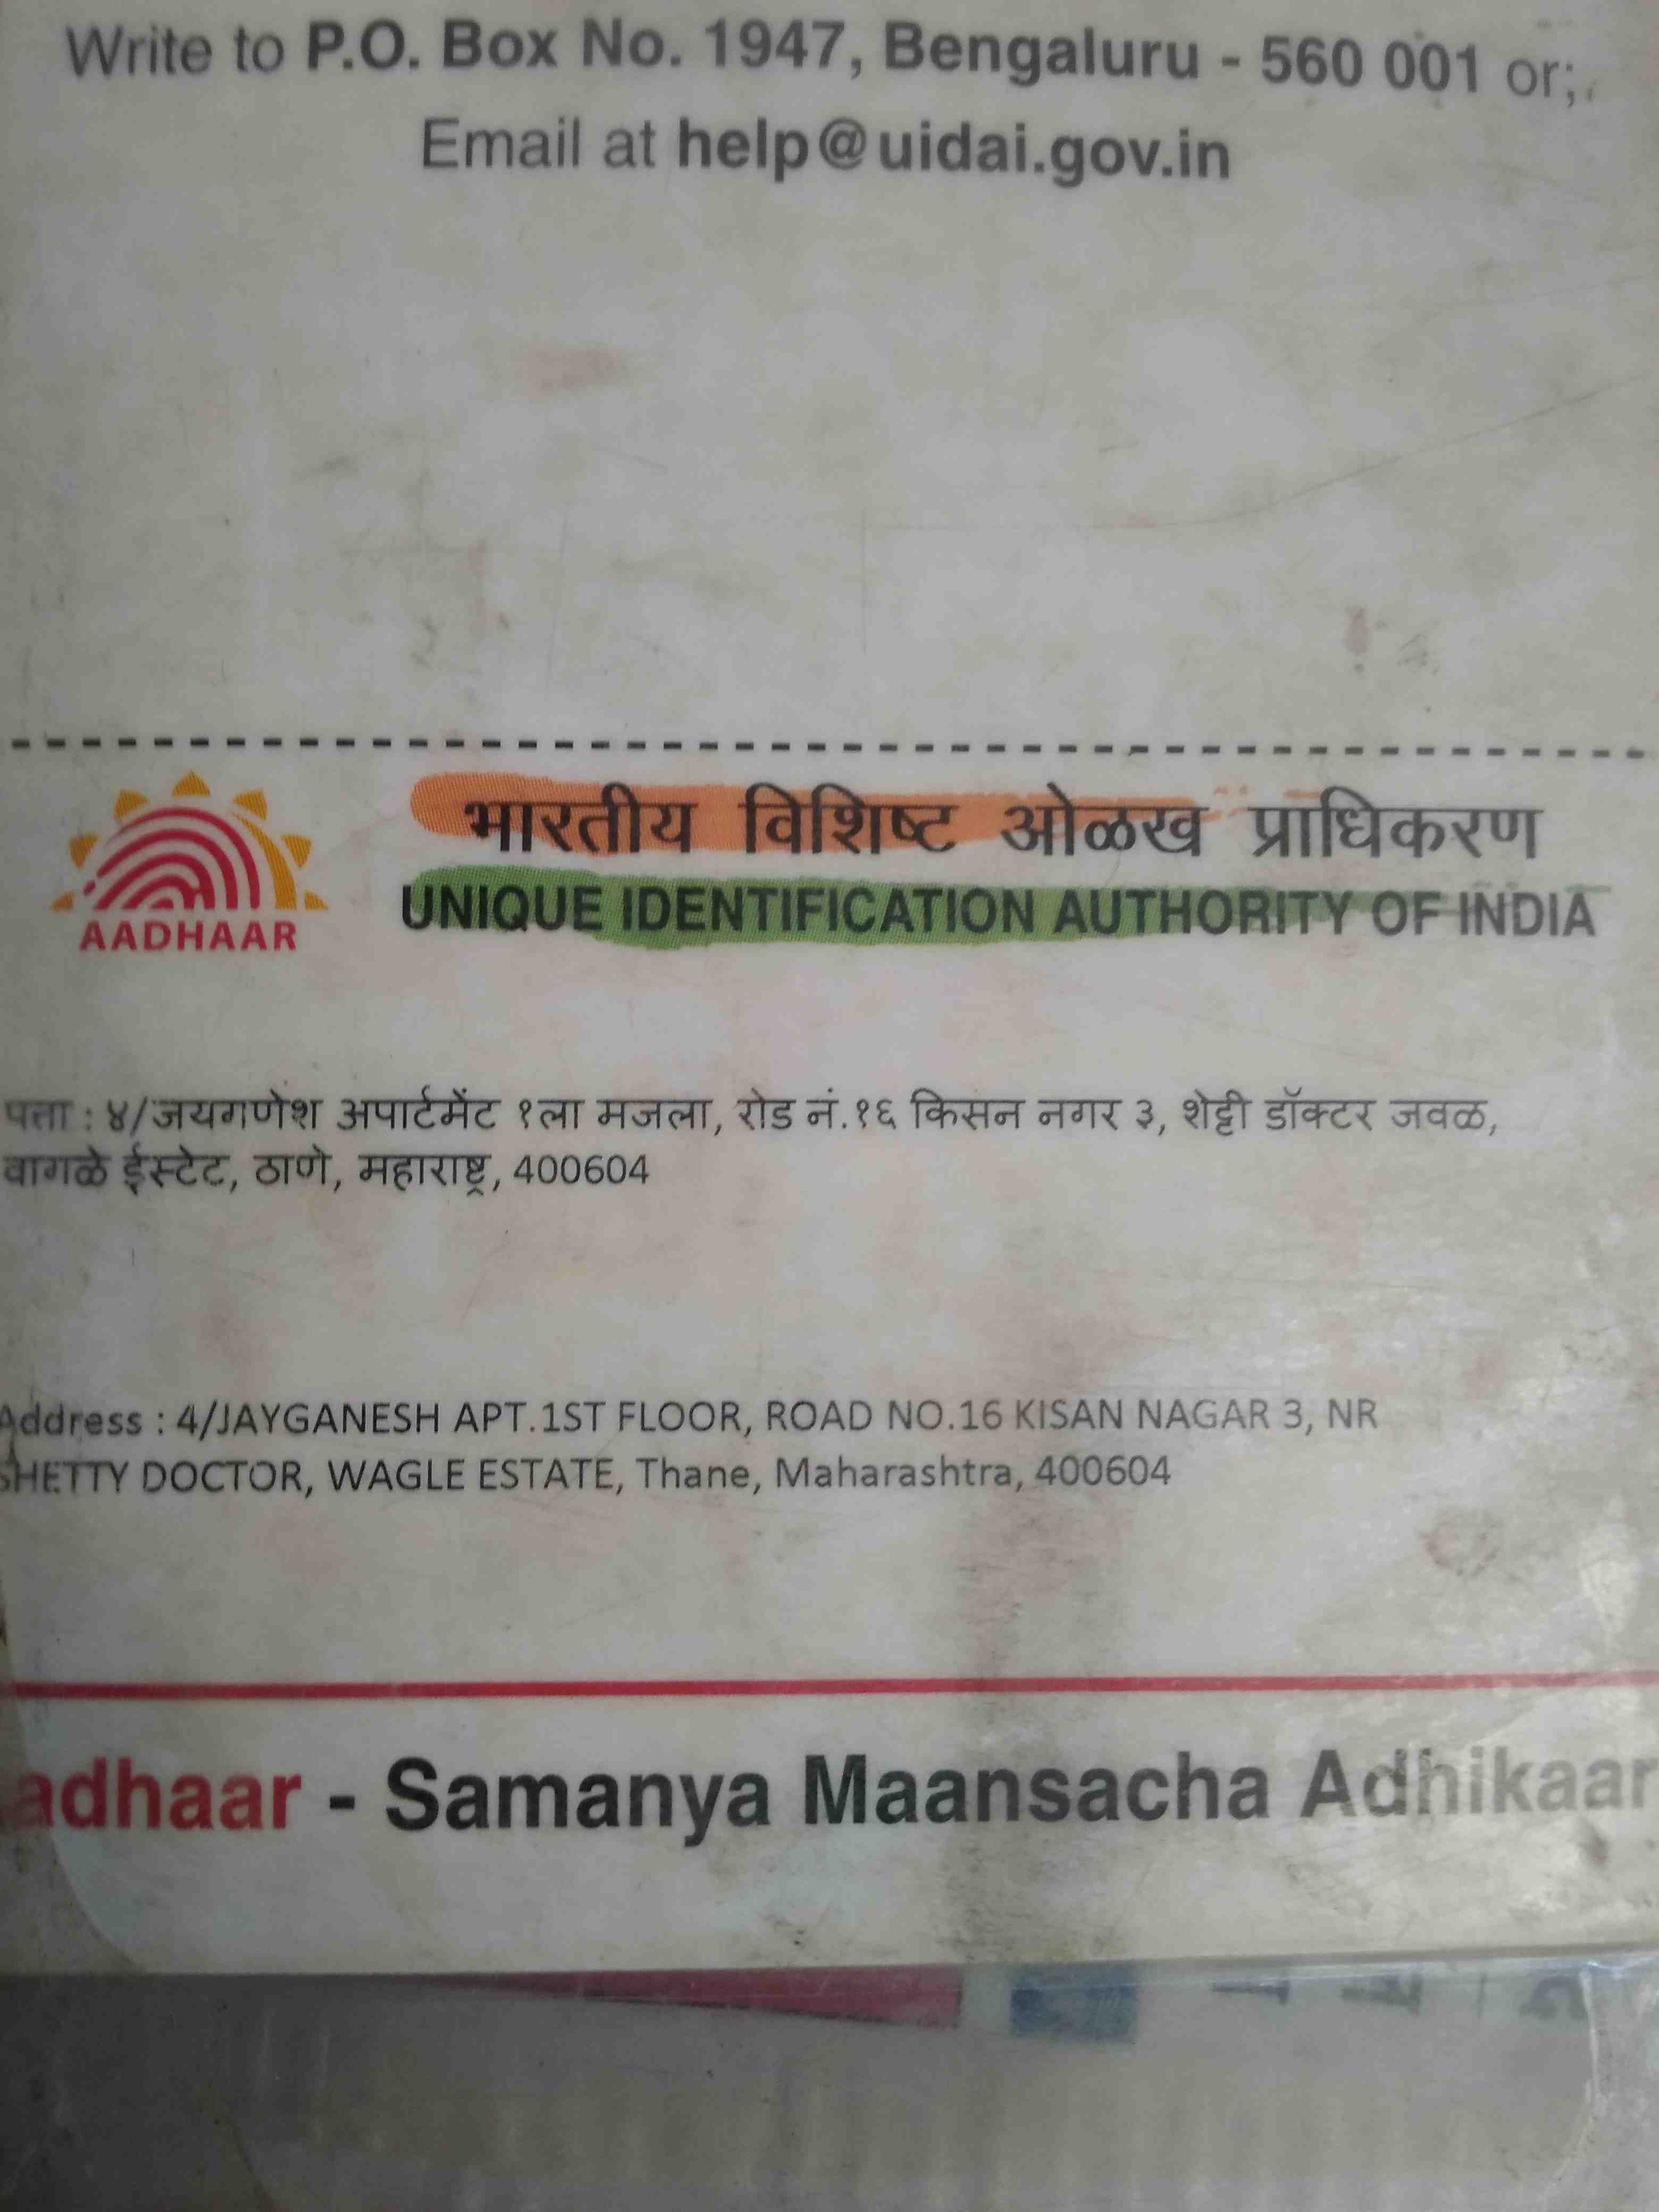 Write to P.O. Box No. 1947, Bengaluru - 560 001 or;
Email at help@uidai.gov.in
AADHAAR
भारतीय विशिष्ट ओळख प्राधिकरण
UNIQUE IDENTIFICATION AUTHORITY OF INDIA
पत्ता : ४/जयगणेश अपार्टमेंट १ला मजला, रोड नं.१६ किसन नगर ३, शेट्टी डॉक्टर जवळ,
वागळे ईस्टेट, ठाणे, महाराष्ट्र, 400604
Address : 4/JAYGANESH APT.1ST FLOOR, ROAD NO.16 KISAN NAGAR 3, NR
SHETTY DOCTOR, WAGLE ESTATE, Thane, Maharashtra, 400604
adhaar - Samanya Maansacha Adhikaar